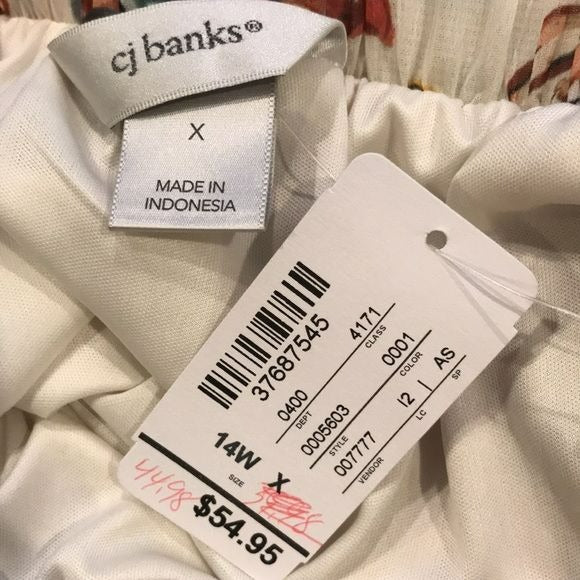 cj banks®
X
MADE IN
INDONESIA
37687545
0400 4171
DEPT CLASS
0005603 0001
STYLE COLOR
007777 I2 | AS
VENDOR LC SP
14W X
SIZE
44.98
$54.95